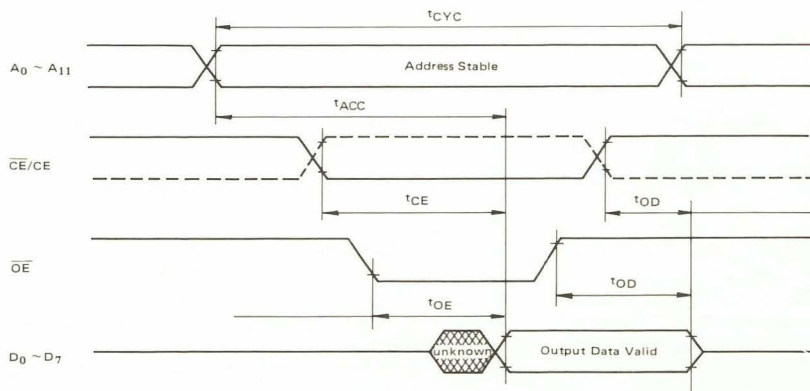 tCYC
A0 ~ A11
Address Stable
tACC
CE/CE
tCE
tOD
OE
tOD
tOE
D0 ~ D7
unknown
Output Data Valid